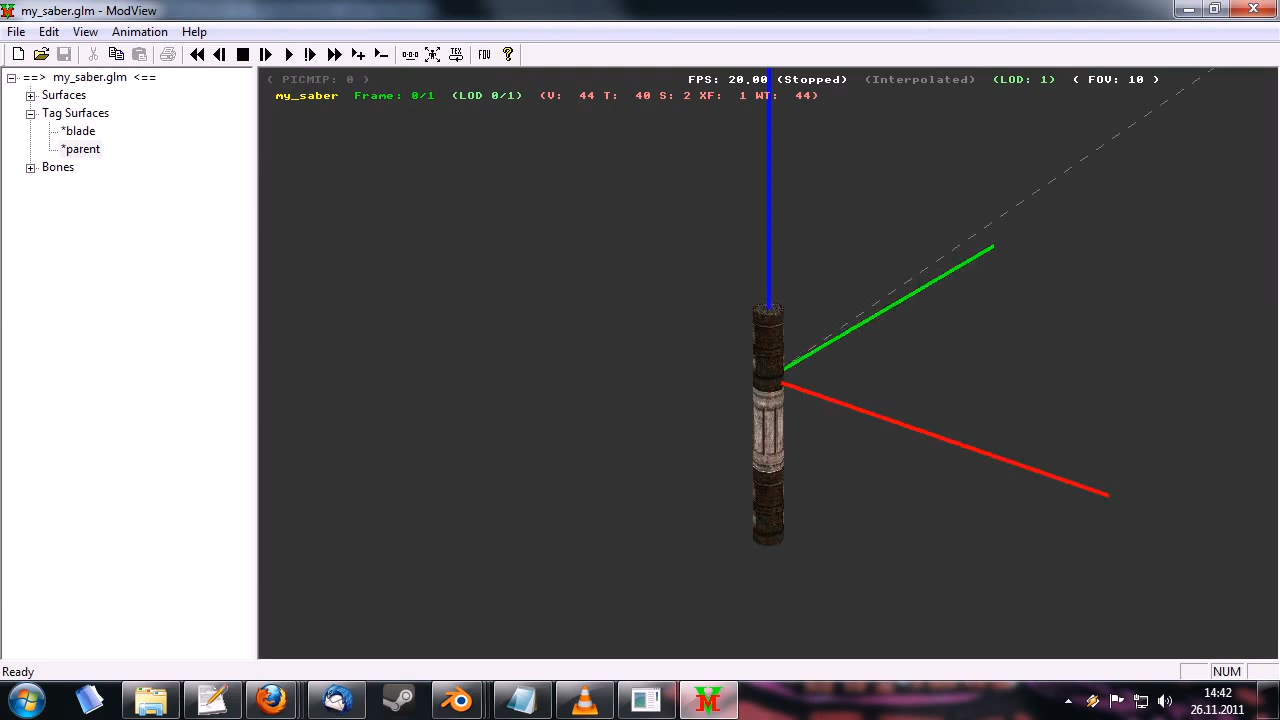 my_saber.glm - ModView
File Edit View Animation Help
TEX FOV
==> my_saber.glm <==
Surfaces
Tag Surfaces
*blade
*parent
Bones
( PICMIP: 0 ) FPS: 20.00 (Stopped) (Interpolated) (LOD: 1) ( FOV: 10 )
my_saber Frame: 0/1 (LOD 0/1) (V: 44 T: 40 S: 2 XF: 1 WT: 44)
Ready NUM
14:42
26.11.2011